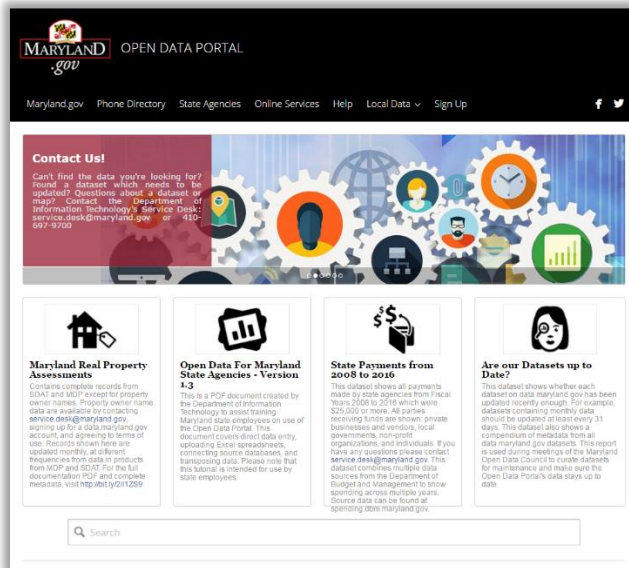 MARYLAND
.gov
OPEN DATA PORTAL
Maryland.gov Phone Directory State Agencies Online Services Help Local Data Sign Up
Contact Us!
Can't find the data you're looking for?
Found a dataset which needs to be
updated? Questions about a dataset or
map? Contact the Department of
Information Technology's Service Desk:
service.desk@maryland.gov or 410-
697-9700
Maryland Real Property
Assessments
Contains complete records from
SDAT and MDP except for property
owner names. Property owner name
data are available by contacting
service.desk@maryland.gov,
signing up for a data.maryland.gov
account, and agreeing to terms of
use. Records shown here are
updated monthly, at different
frequencies from data in products
from MDP and SDAT. For the full
documentation PDF and complete
metadata, visit http://bit.ly/2iI1ZS9.
Open Data For Maryland
State Agencies - Version
1.3
This is a PDF document created by
the Department of Information
Technology to assist training
Maryland state employees on use of
the Open Data Portal. This
document covers direct data entry,
uploading Excel spreadsheets,
connecting source databases, and
transposing data. Please note that
this tutorial is intended for use by
state employees.
State Payments from
2008 to 2016
This dataset shows all payments
made by state agencies from Fiscal
Years 2008 to 2016 which were
$25,000 or more. All parties
receiving funds are shown: private
businesses and vendors, local
governments, non-profit
organizations, and individuals. If you
have any questions please contact
service.desk@maryland.gov. This
dataset combines multiple data
sources from the Department of
Budget and Management to show
spending across multiple years.
Source data can be found at
spending.dbm.maryland.gov.
Are our Datasets up to
Date?
This dataset shows whether each
dataset on data.maryland.gov has been
updated recently enough. For example,
datasets containing monthly data
should be updated at least every 31
days. This dataset also shows a
compendium of metadata from all
data.maryland.gov datasets. This report
is used during meetings of the Maryland
Open Data Council to curate datasets
for maintenance and make sure the
Open Data Portal's data stays up to
date.
Search